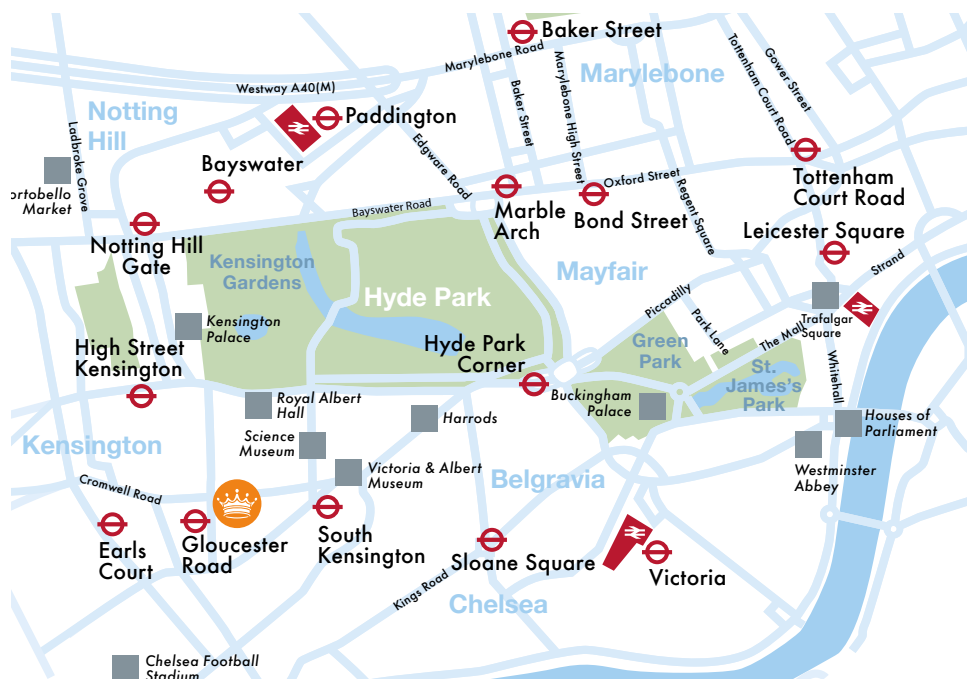 Baker Street
Marylebone Road
Marylebone
Tottenham Court Road
Gower Street
Westway A40(M)
Notting
Hill
Paddington
Baker Street
Marylebone High Street
Ladbroke Grove
Edgware Road
Bayswater
Oxford Street
Tottenham
Court Road
ortobello
Market
Bayswater Road
Marble
Arch
Bond Street
Regent Square
Leicester Square
Notting Hill
Gate
Kensington
Gardens
Mayfair
Strand
Hyde Park
Piccadilly
Park Lane
Trafalgar
Square
The Mall
Kensington
Palace
High Street
Kensington
Hyde Park
Corner
Green
Park
St.
James's
Park
Whitehall
Royal Albert
Hall
Harrods
Buckingham
Palace
Houses of
Parliament
Kensington
Science
Museum
Victoria & Albert
Museum
Belgravia
Westminster
Abbey
Cromwell Road
Earls
Court
Gloucester
Road
South
Kensington
Sloane Square
Victoria
Kings Road
Chelsea
Chelsea Football
Stadium